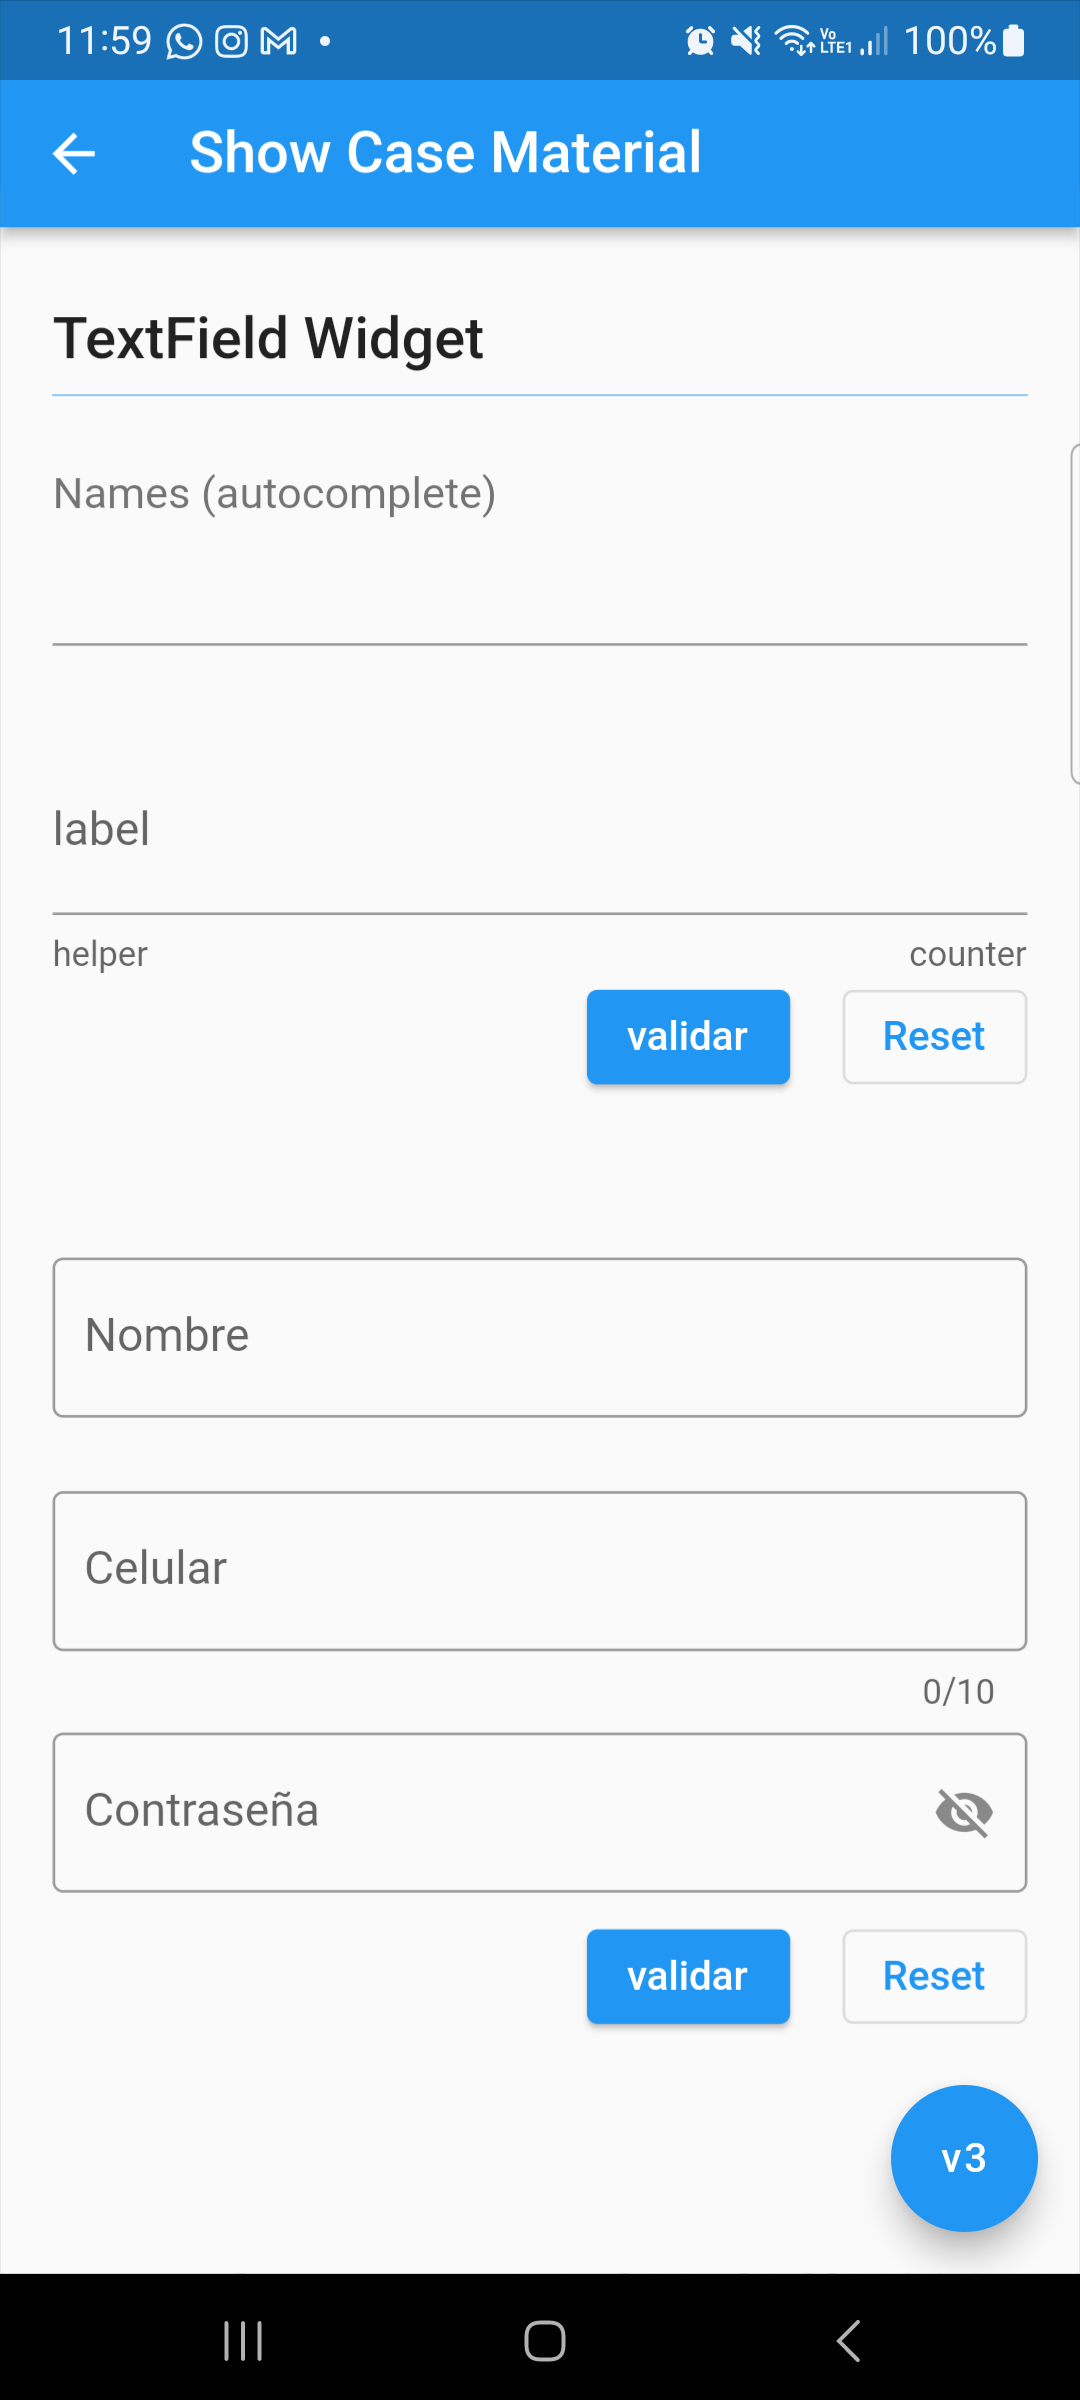 11:59 Vo LTE1 100%
Show Case Material
TextField Widget
Names (autocomplete)
label
helper counter
validar Reset
Nombre
Celular
0/10
Contraseña
validar Reset
v3